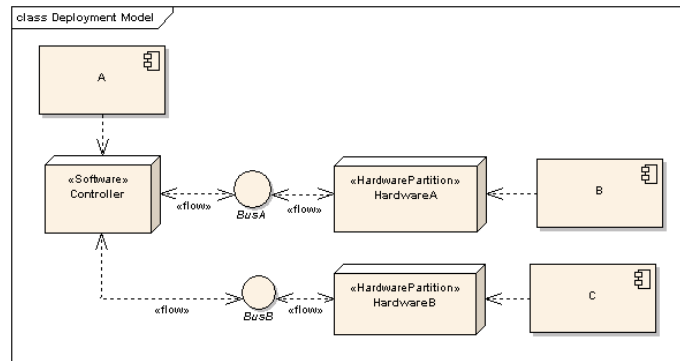 class Deployment Model
A
«Software»
Controller
«flow»
BusA
«flow»
«HardwarePartition»
HardwareA
B
«flow»
BusB
«flow»
«HardwarePartition»
HardwareB
C